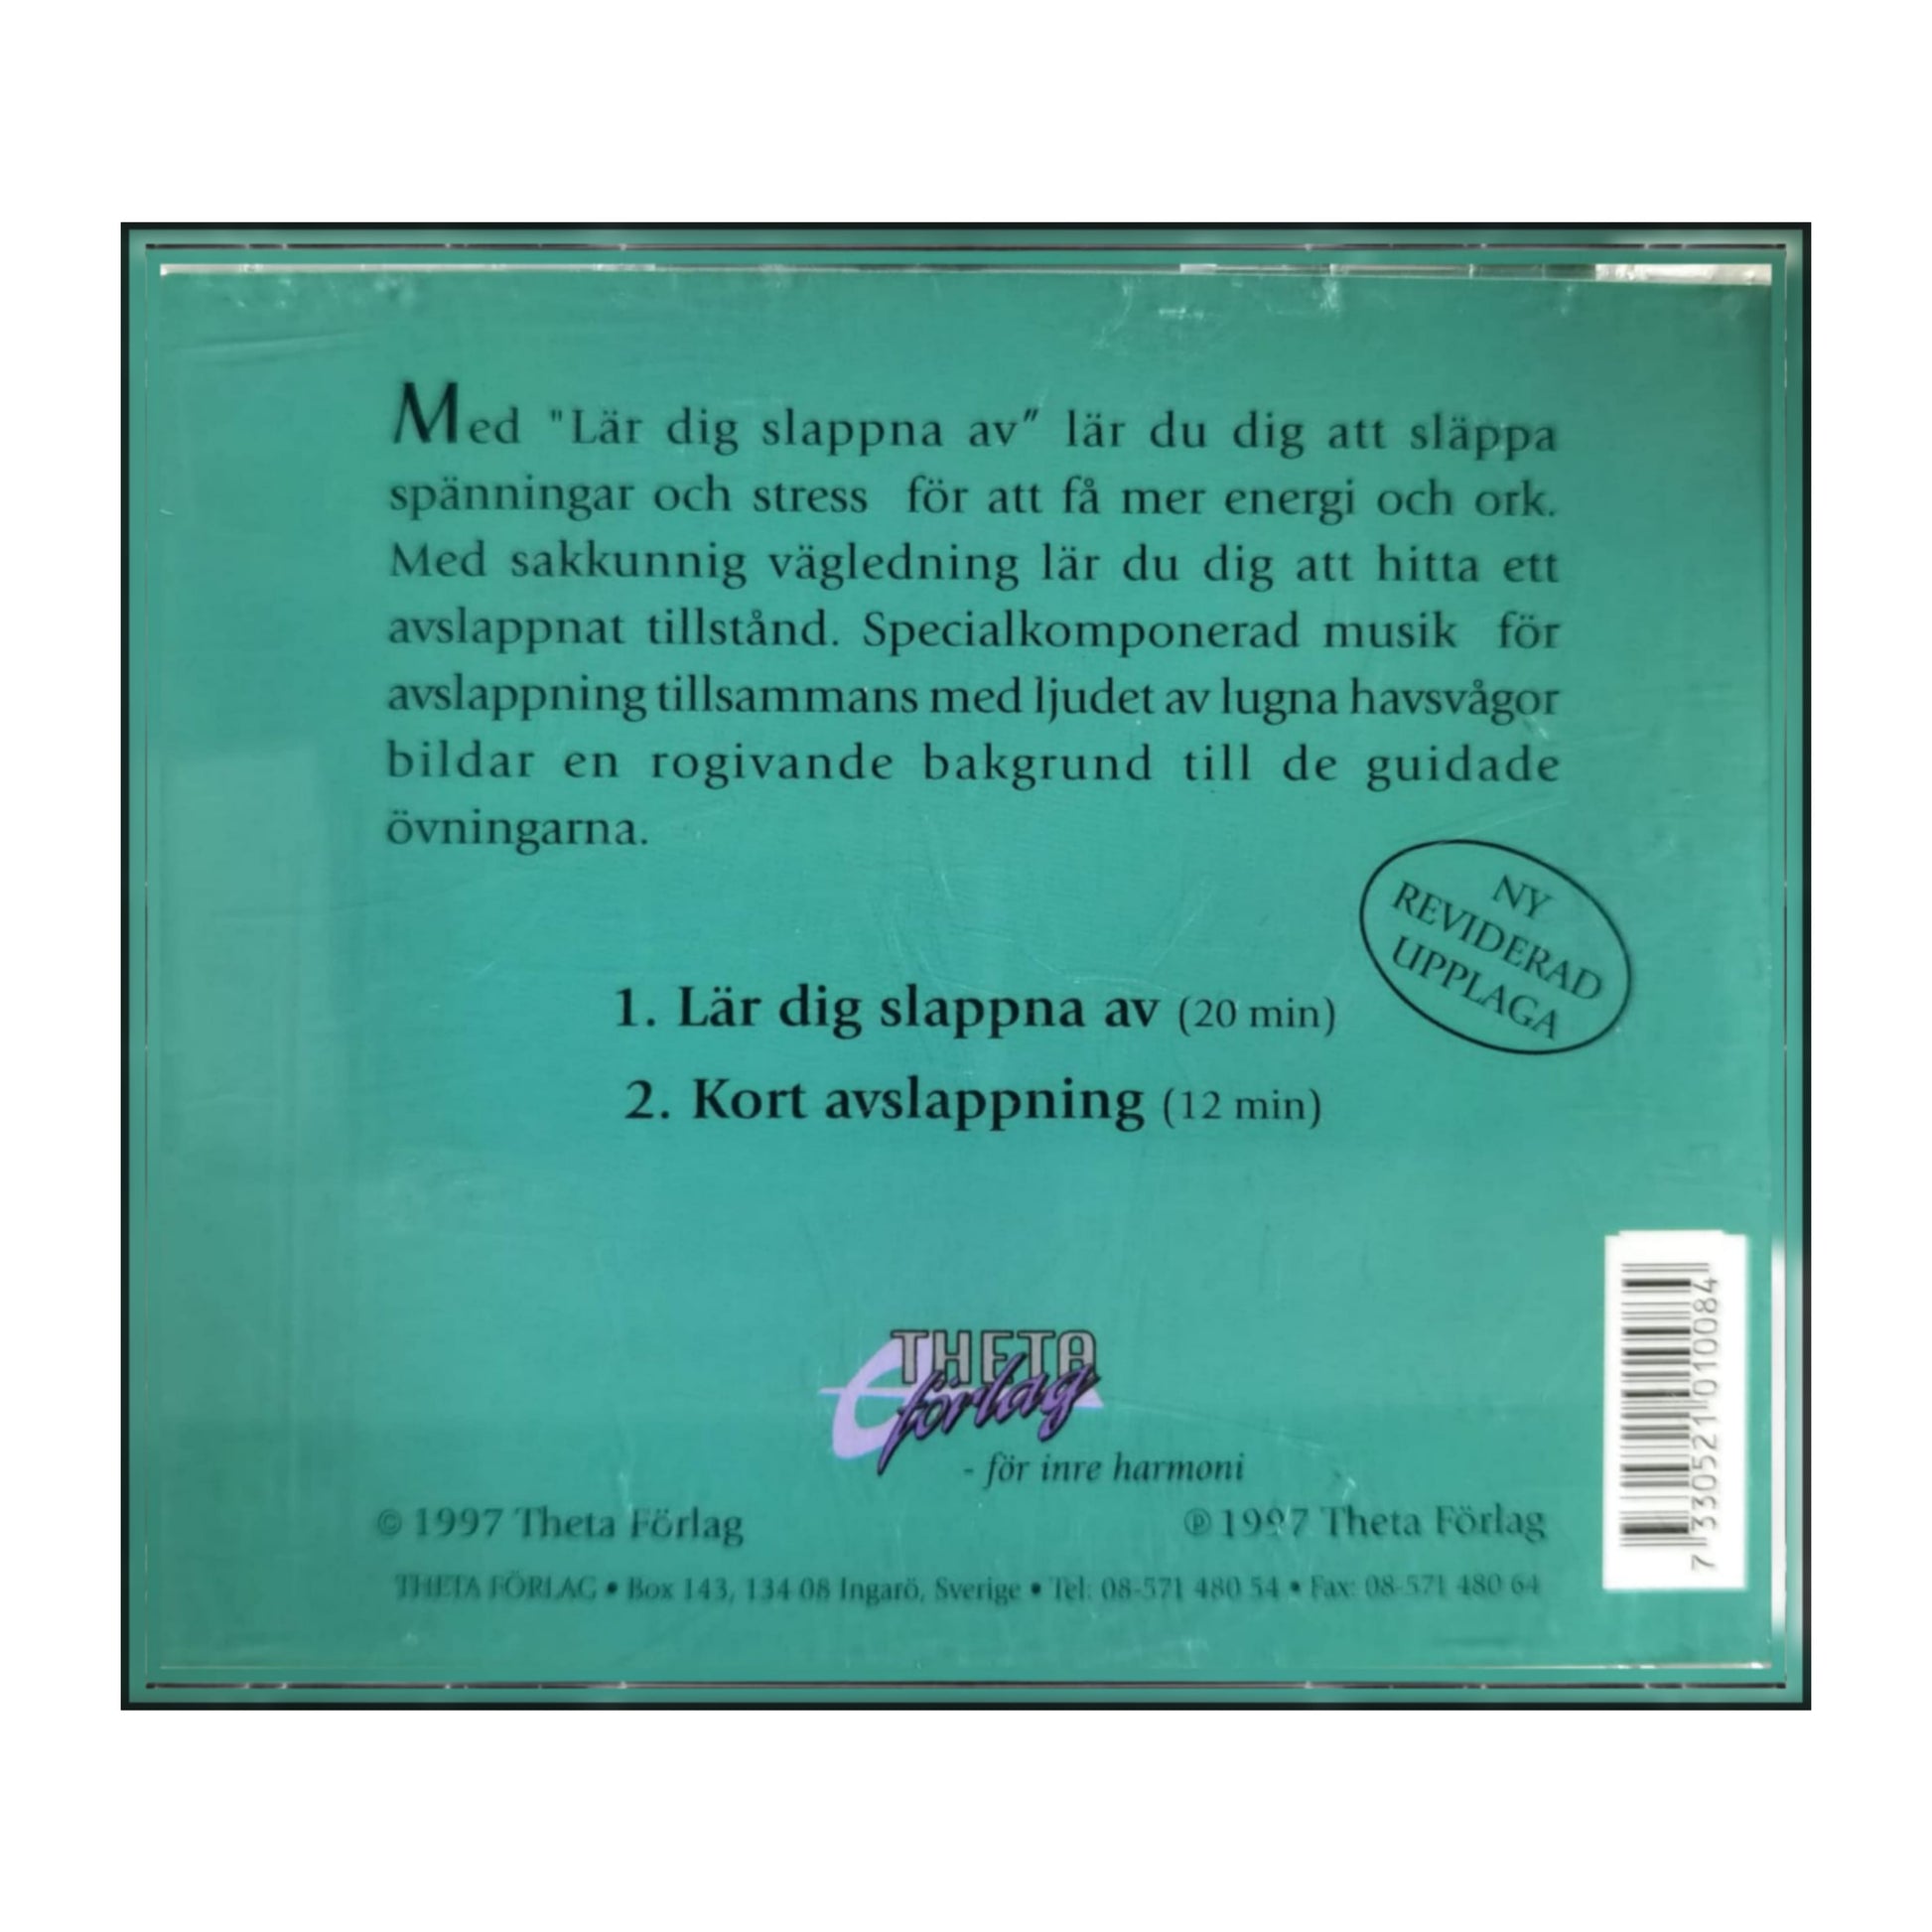 Med "Lär dig slappna av" lär du dig att släppa
spänningar och stress för att få mer energi och ork.
Med sakkunnig vägledning lär du dig att hitta ett
avslappnat tillstånd. Specialkomponerad musik för
avslappning tillsammans med ljudet av lugna havsvågor
bildar en rogivande bakgrund till de guidade
övningarna.
NY
REVIDERAD
UPPLAGA
1. Lär dig slappna av (20 min)
2. Kort avslappning (12 min)
THETA
förlag
- för inre harmoni
© 1997 Theta Förlag
℗ 1997 Theta Förlag
THETA FÖRLAG • Box 143, 134 08 Ingarö, Sverige • Tel: 08-571 480 54 • Fax: 08-571 480 64
7 330521 010084